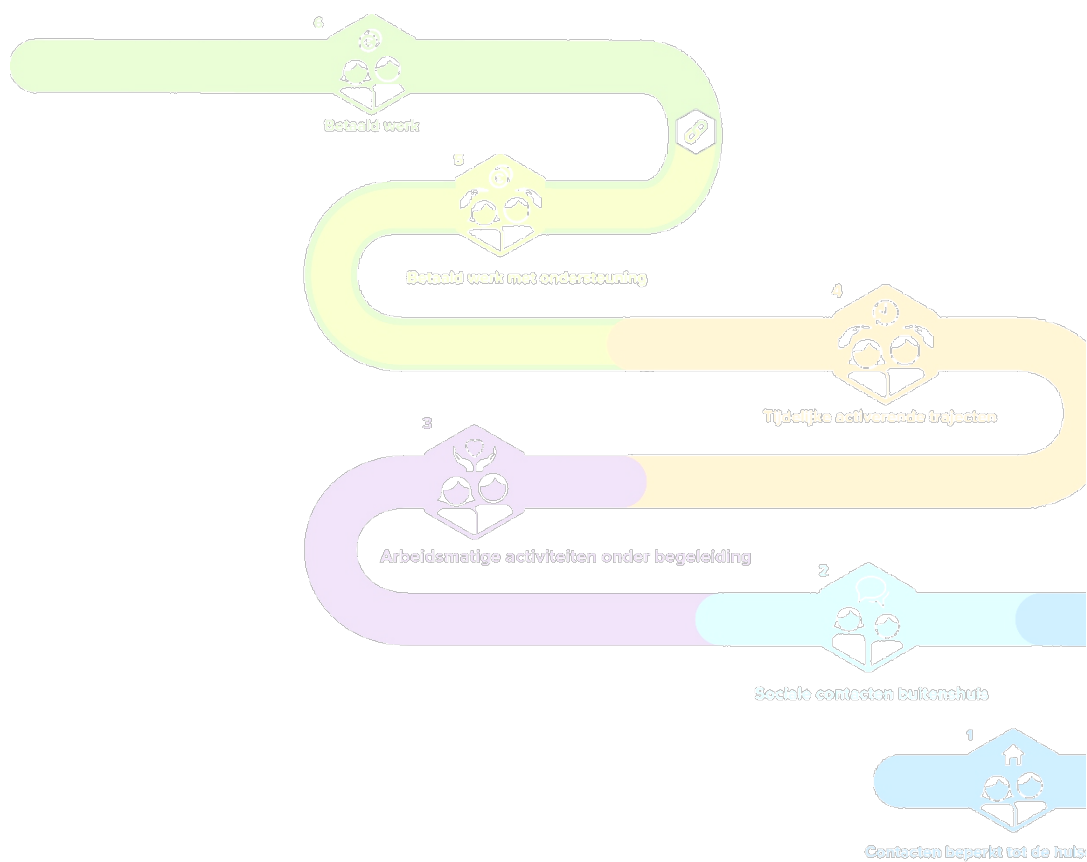 6
Betaald werk
5
Betaald werk met ondersteuning
4
Tijdelijke activerende trajecten
3
Arbeidsmatige activiteiten onder begeleiding
2
Sociale contacten buitenshuis
1
Contacten beperkt tot de huis